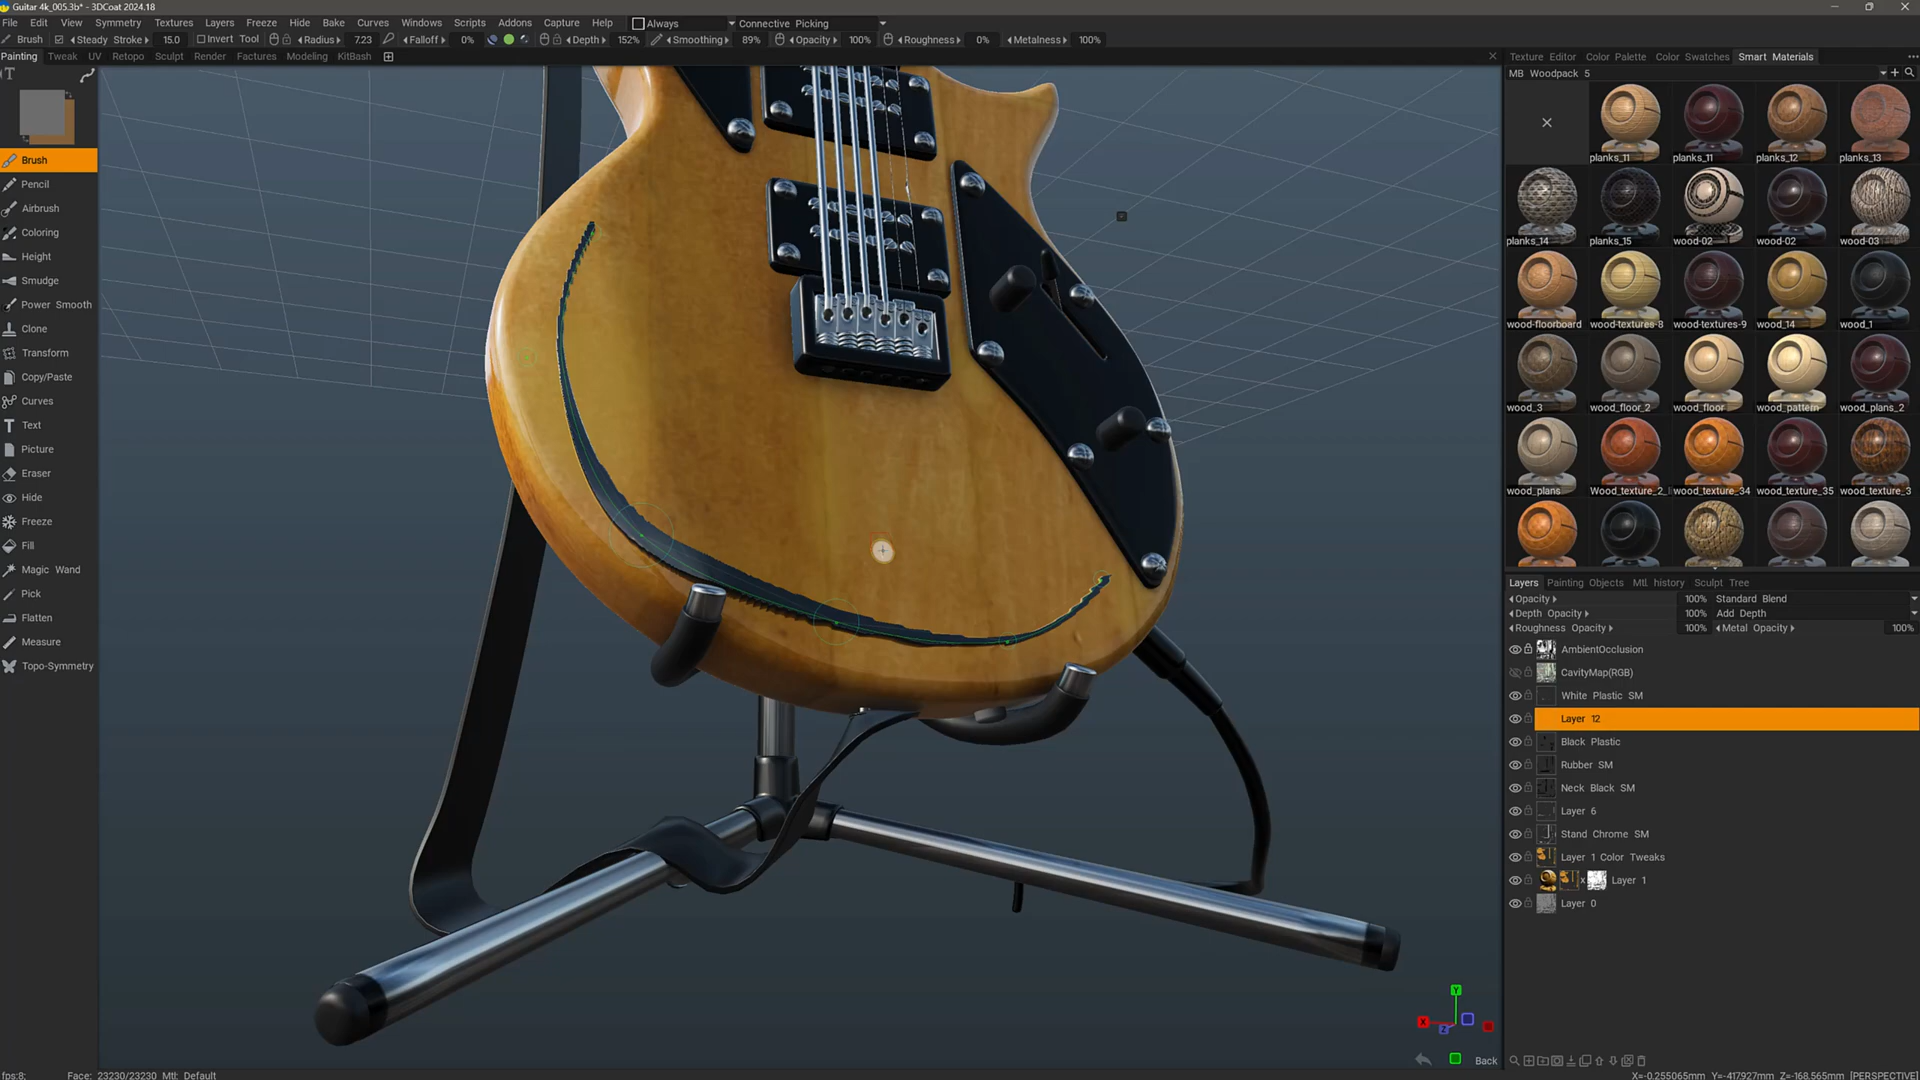 Guitar 4k_005.3b* - 3DCoat 2024.18
File Edit View Symmetry Textures Layers Freeze Hide Bake Curves Windows Scripts Addons Capture Help Always Connective Picking
Brush Steady Stroke 15.0 Invert Tool Radius 7.23 Falloff 0% Depth 152% Smoothing 89% Opacity 100% Roughness 0% Metalness 100%
Painting Tweak UV Retopo Sculpt Render Factures Modeling KitBash
Texture Editor Color Palette Color Swatches Smart Materials
MB Woodpack 5
planks_11 planks_11 planks_12 planks_13
planks_14 planks_15 wood-02 wood-02 wood-03
wood-floorboard wood-textures-8 wood-textures-9 wood_14 wood_1
wood_3 wood_floor_2 wood_floor wood_pattern wood_plans_2
wood_plans Wood_texture_2_ wood_texture_34 wood_texture_35 wood_texture_3
T
Brush
Pencil
Airbrush
Coloring
Height
Smudge
Power Smooth
Clone
Transform
Copy/Paste
Curves
Text
Picture
Eraser
Hide
Freeze
Fill
Magic Wand
Pick
Flatten
Measure
Topo-Symmetry
Layers Painting Objects Mtl. history Sculpt Tree
Opacity 100% Standard Blend
Depth Opacity 100% Add Depth
Roughness Opacity 100% Metal Opacity 100%
AmbientOcclusion
CavityMap(RGB)
White Plastic SM
Layer 12
Black Plastic
Rubber SM
Neck Black SM
Layer 6
Stand Chrome SM
Layer 1 Color Tweaks
x Layer 1
Layer 0
Y
X
Z
Back
fps:8; Face: 23230/23230 Mtl: Default
X=-0.255065mm Y=-417.927mm Z=-168.565mm [PERSPECTIVE]